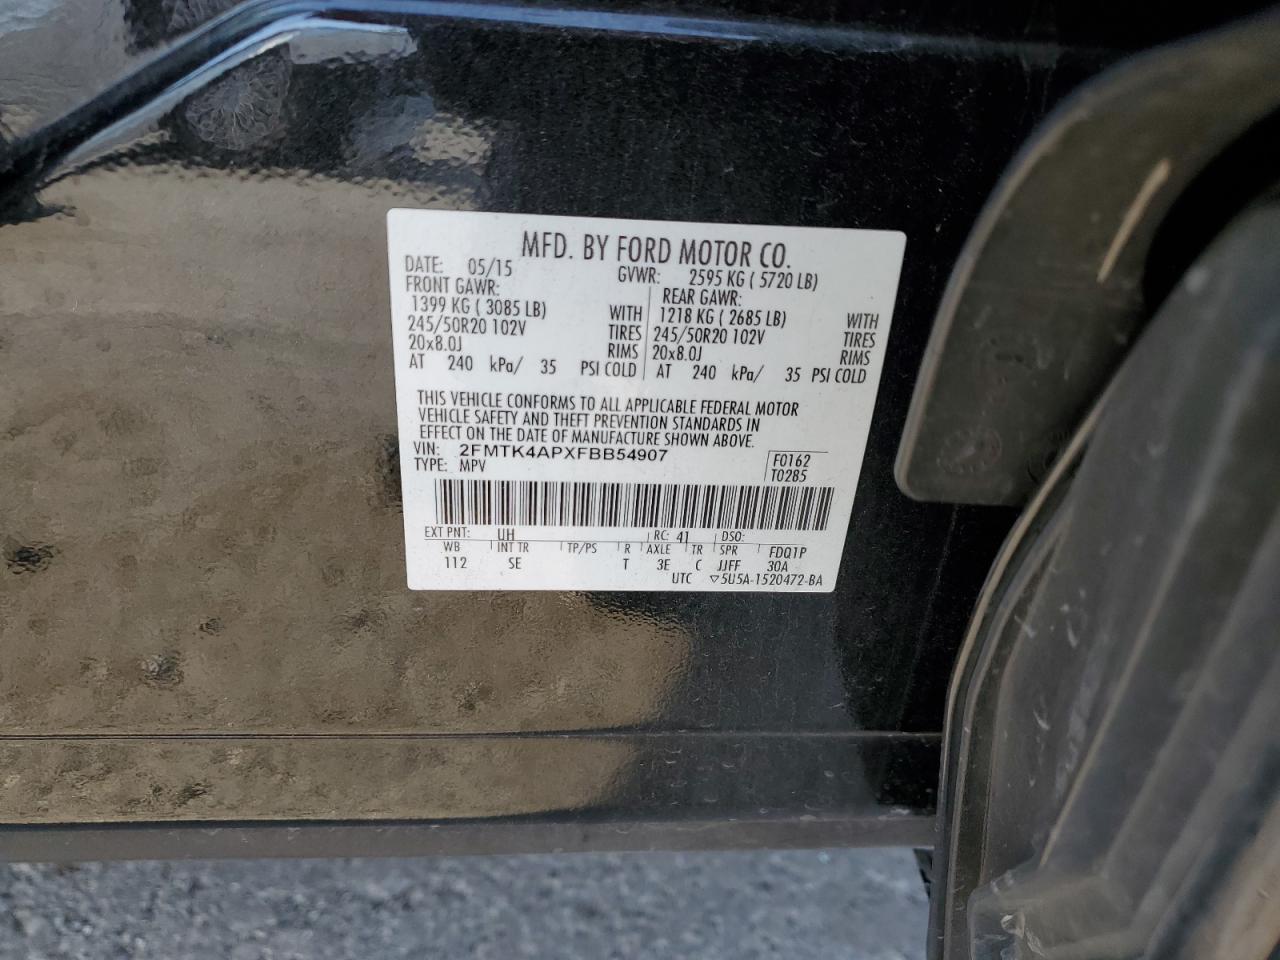 MFD. BY FORD MOTOR CO.
DATE: 05/15 GVWR: 2595 KG ( 5720 LB)
FRONT GAWR: REAR GAWR:
1399 KG ( 3085 LB) WITH 1218 KG ( 2685 LB) WITH
245/50R20 102V TIRES 245/50R20 102V TIRES
20x8.0J RIMS 20x8.0J RIMS
AT 240 kPa/ 35 PSI COLD AT 240 kPa/ 35 PSI COLD
THIS VEHICLE CONFORMS TO ALL APPLICABLE FEDERAL MOTOR
VEHICLE SAFETY AND THEFT PREVENTION STANDARDS IN
EFFECT ON THE DATE OF MANUFACTURE SHOWN ABOVE.
VIN: 2FMTK4APXFBB54907 F0162
TYPE: MPV T0285
EXT PNT: UH RC: 41 DSO:
WB INT TR TP/PS R AXLE TR SPR FDQ1P
112 SE T 3E C JJFF 30A
UTC ▽5U5A-1520472-BA